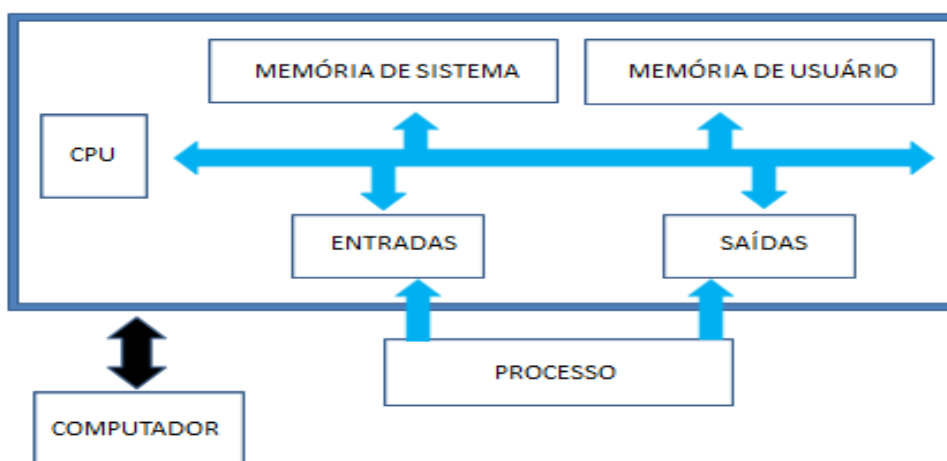 MEMÓRIA DE SISTEMA
MEMÓRIA DE USUÁRIO
CPU
ENTRADAS
SAÍDAS
PROCESSO
COMPUTADOR